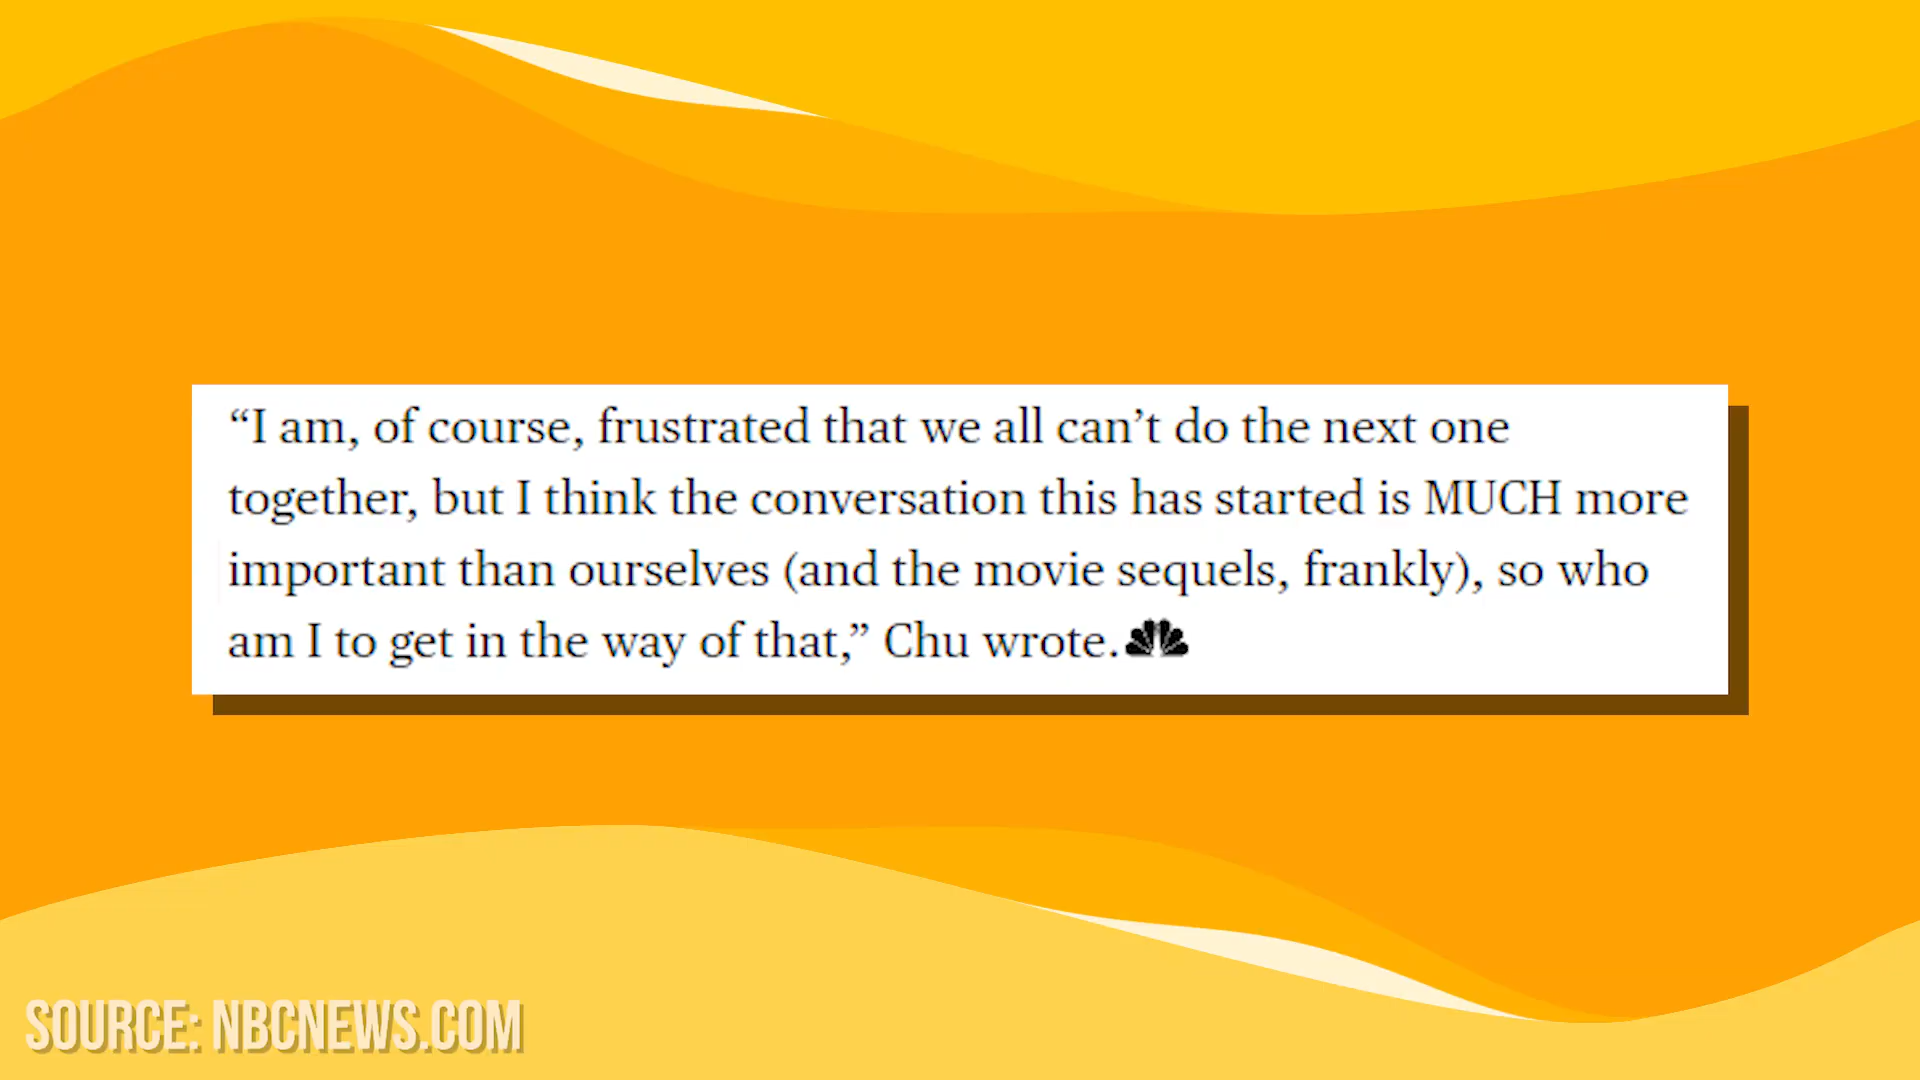 “I am, of course, frustrated that we all can’t do the next one
together, but I think the conversation this has started is MUCH more
important than ourselves (and the movie sequels, frankly), so who
am I to get in the way of that,” Chu wrote.
SOURCE: NBCNEWS.COM